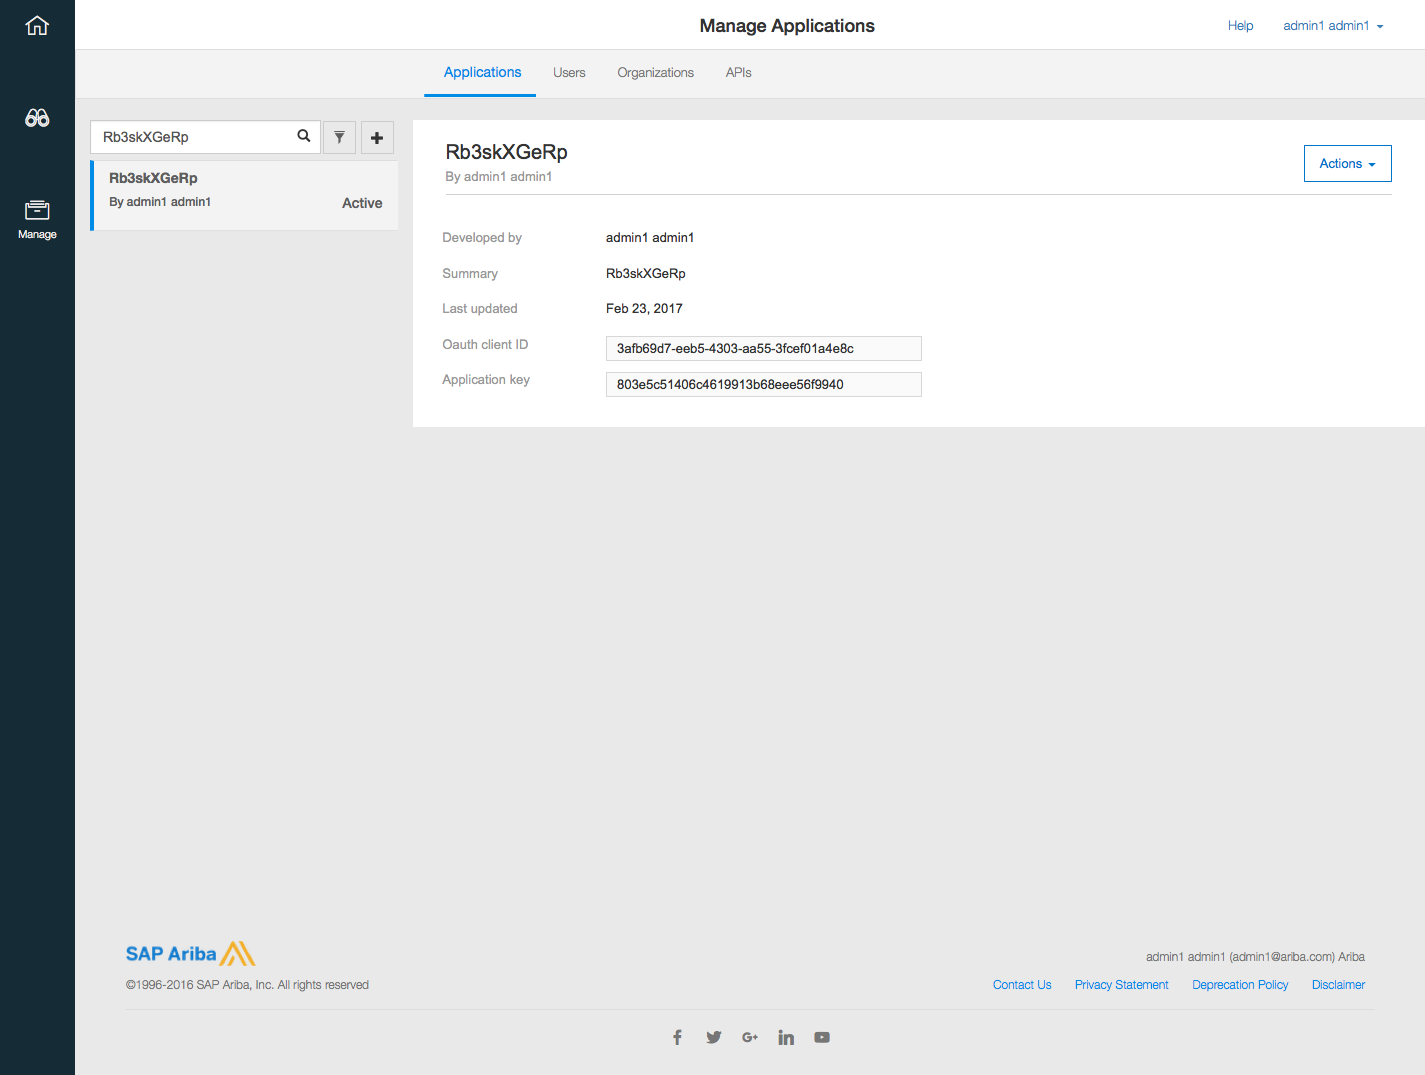 Manage Applications
Help
admin1 admin1
Applications
Users
Organizations
APIs
Manage
Rb3skXGeRp
Rb3skXGeRp
By admin1 admin1
Active
Rb3skXGeRp
By admin1 admin1
Actions
Developed by
admin1 admin1
Summary
Rb3skXGeRp
Last updated
Feb 23, 2017
Oauth client ID
3afb69d7-eeb5-4303-aa55-3fcef01a4e8c
Application key
803e5c51406c4619913b68eee56f9940
SAP Ariba
admin1 admin1 (admin1@ariba.com) Ariba
©1996-2016 SAP Ariba, Inc. All rights reserved
Contact Us
Privacy Statement
Deprecation Policy
Disclaimer